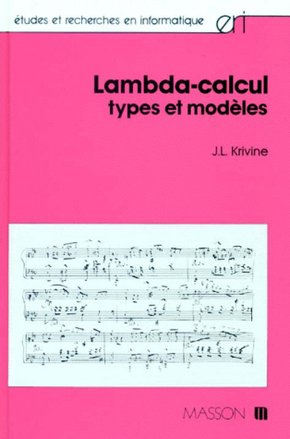 études et recherches en informatique eri
Lambda-calcul
types et modèles
J.L. Krivine
MASSON